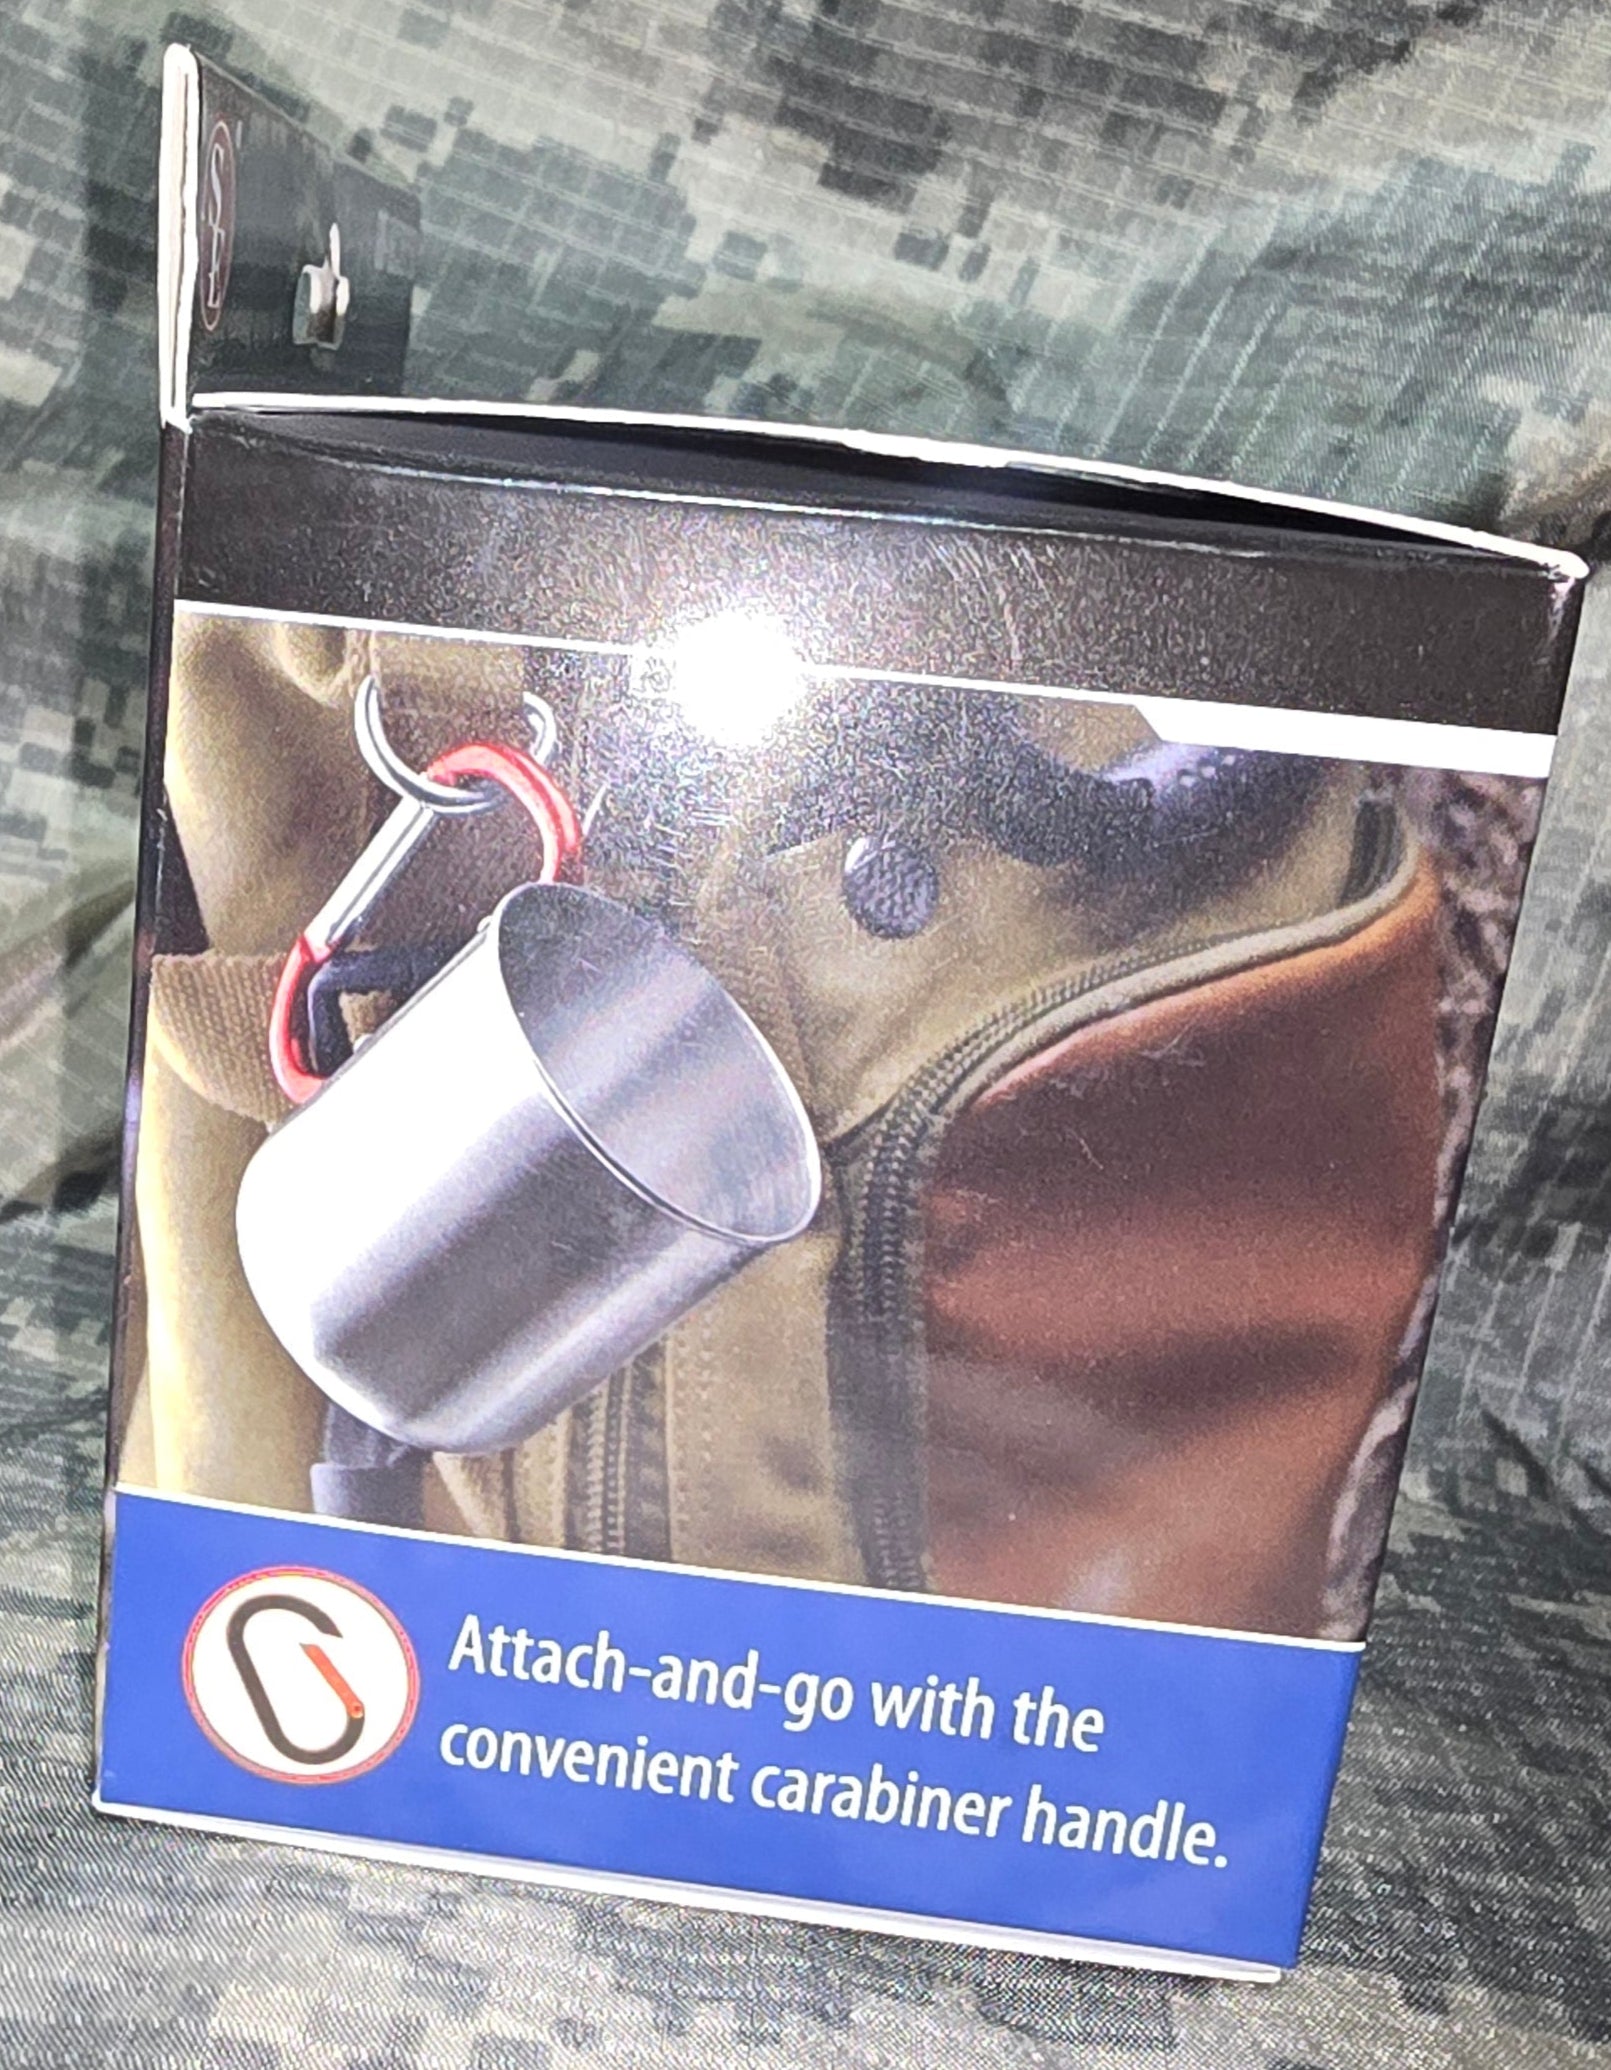 Attach-and-go with the
convenient carabiner handle.